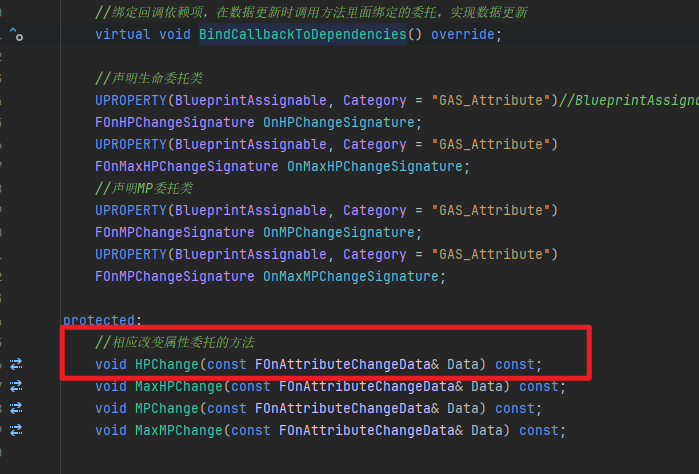 //绑定回调依赖项，在数据更新时调用方法里面绑定的委托，实现数据更新
virtual void BindCallbackToDependencies() override;
//声明生命委托类
UPROPERTY(BlueprintAssignable, Category = "GAS_Attribute")//BlueprintAssign
FOnHPChangeSignature OnHPChangeSignature;
UPROPERTY(BlueprintAssignable, Category = "GAS_Attribute")
FOnMaxHPChangeSignature OnMaxHPChangeSignature;
//声明MP委托类
UPROPERTY(BlueprintAssignable, Category = "GAS_Attribute")
FOnMPChangeSignature OnMPChangeSignature;
UPROPERTY(BlueprintAssignable, Category = "GAS_Attribute")
FOnMPChangeSignature OnMaxMPChangeSignature;
protected:
//相应改变属性委托的方法
void HPChange(const FOnAttributeChangeData& Data) const;
void MaxHPChange(const FOnAttributeChangeData& Data) const;
void MPChange(const FOnAttributeChangeData& Data) const;
void MaxMPChange(const FOnAttributeChangeData& Data) const;